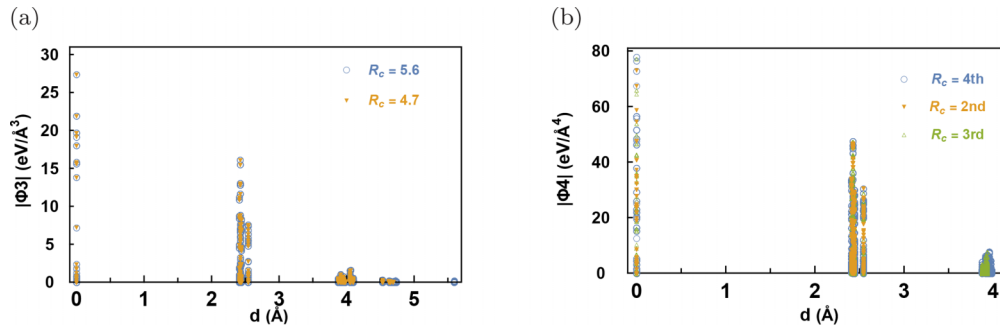 (a)
|Φ3| (eV/Å³)
30
25
20
15
10
5
0
R_c = 5.6
R_c = 4.7
0 1 2 3 4 5
d (Å)
(b)
|Φ4| (eV/Å⁴)
80
60
40
20
0
R_c = 4th
R_c = 2nd
R_c = 3rd
0 1 2 3 4
d (Å)